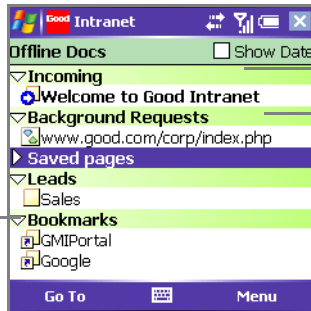 Good Intranet
Offline Docs Show Date
Incoming
Welcome to Good Intranet
Background Requests
www.good.com/corp/index.php
Saved pages
Leads
Sales
Bookmarks
GMIPortal
Google
Go To Menu